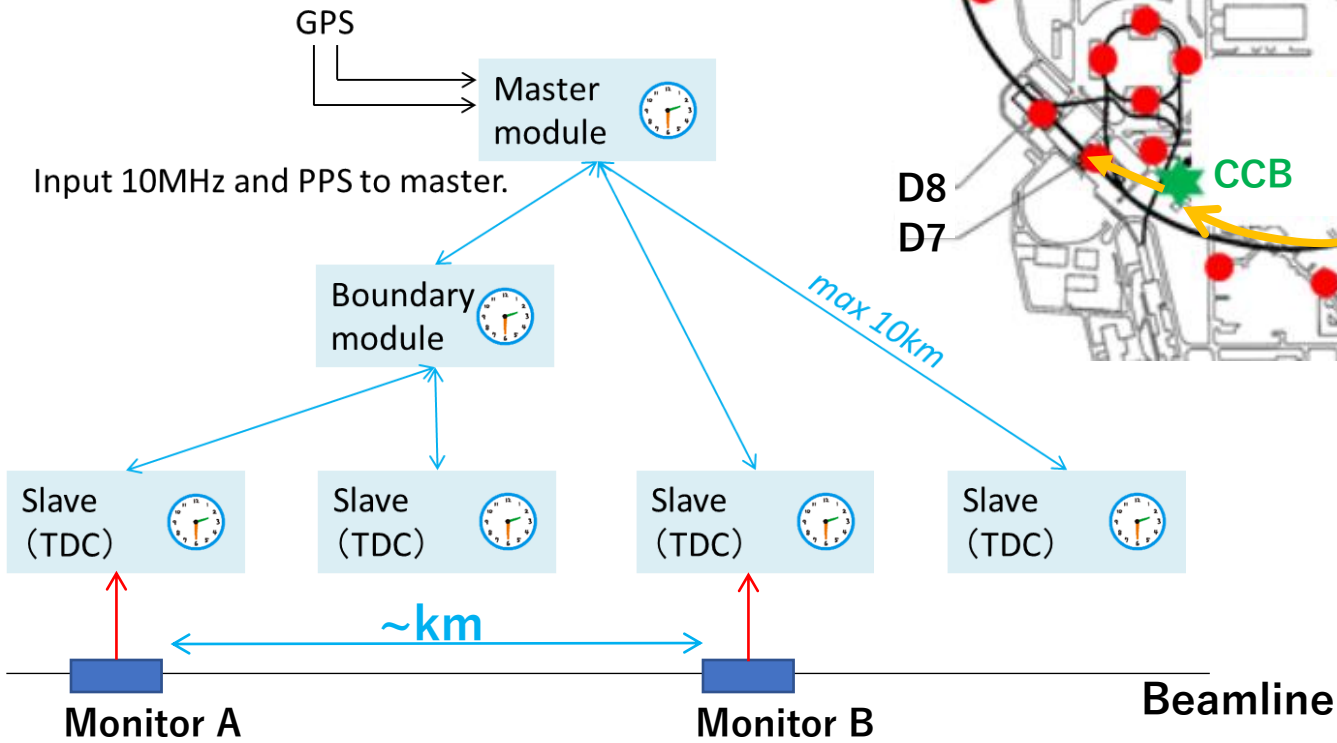 GPS
Master
module
Input 10MHz and PPS to master.
D8
D7
CCB
Boundary
module
max 10km
Slave
（TDC）
Slave
（TDC）
Slave
（TDC）
Slave
（TDC）
~km
Monitor A
Monitor B
Beamline